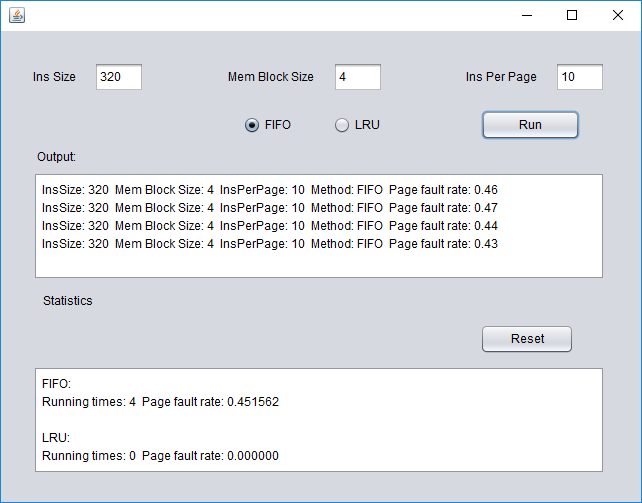 Ins Size 320 Mem Block Size 4 Ins Per Page 10
FIFO LRU Run
Output:
InsSize: 320 Mem Block Size: 4 InsPerPage: 10 Method: FIFO Page fault rate: 0.46
InsSize: 320 Mem Block Size: 4 InsPerPage: 10 Method: FIFO Page fault rate: 0.47
InsSize: 320 Mem Block Size: 4 InsPerPage: 10 Method: FIFO Page fault rate: 0.44
InsSize: 320 Mem Block Size: 4 InsPerPage: 10 Method: FIFO Page fault rate: 0.43
Statistics
Reset
FIFO:
Running times: 4 Page fault rate: 0.451562
LRU:
Running times: 0 Page fault rate: 0.000000